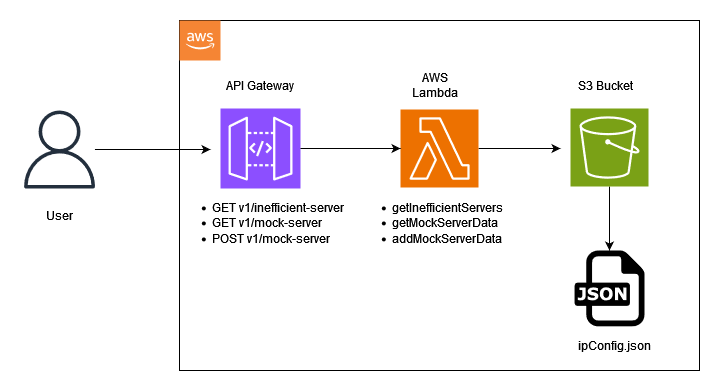 aws
API Gateway
AWS
Lambda
S3 Bucket
</>
User
• GET v1/inefficient-server
• GET v1/mock-server
• POST v1/mock-server
• getInefficientServers
• getMockServerData
• addMockServerData
JSON
ipConfig.json